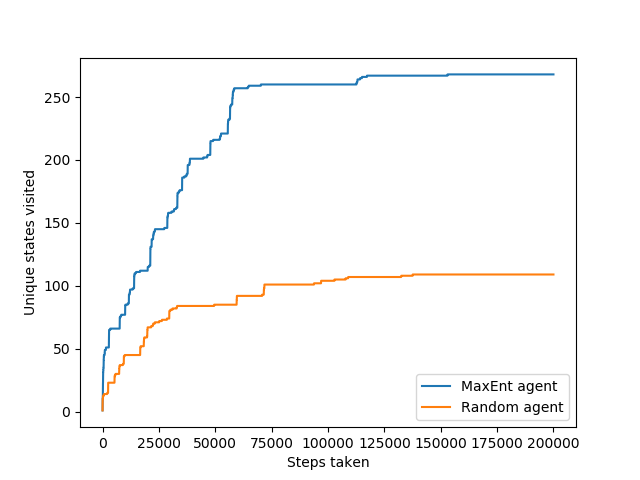 250
200
150
100
50
0
Unique states visited
MaxEnt agent
Random agent
0 25000 50000 75000 100000 125000 150000 175000 200000
Steps taken